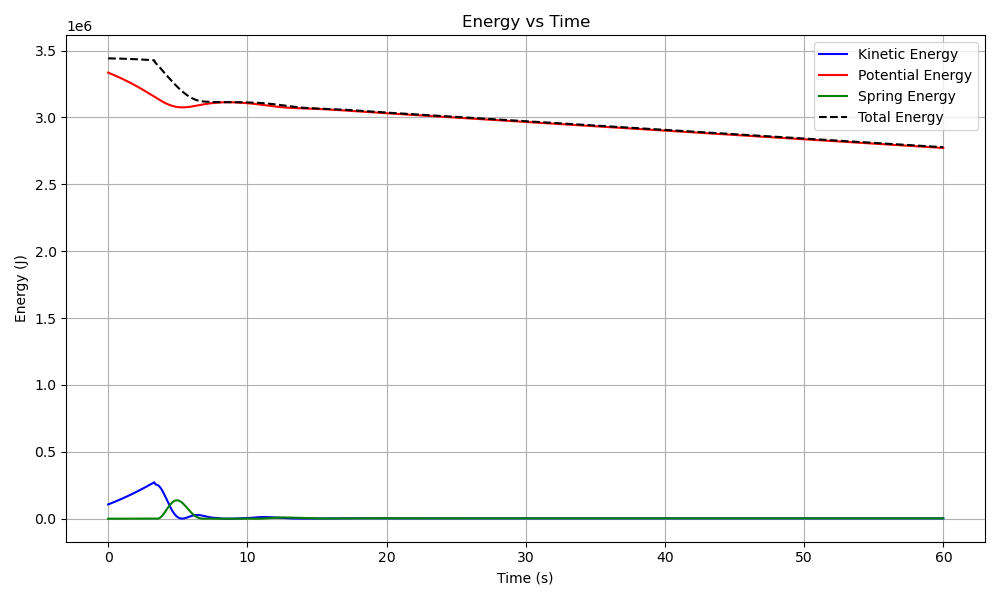 Energy vs Time
1e6
Kinetic Energy
Potential Energy
Spring Energy
Total Energy
Energy (J)
3.5
3.0
2.5
2.0
1.5
1.0
0.5
0.0
0 10 20 30 40 50 60
Time (s)